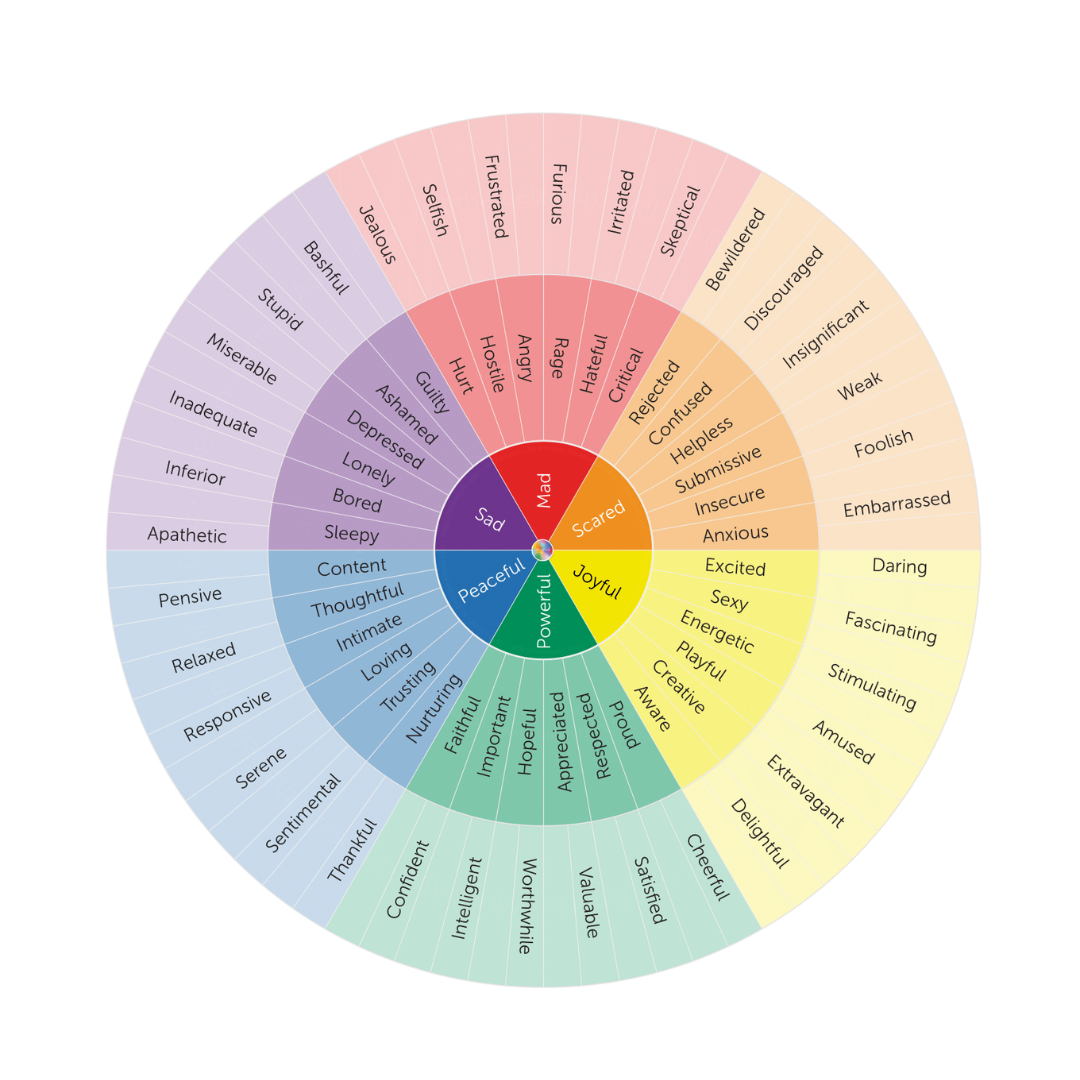 Mad
Hurt
Hostile
Angry
Rage
Hateful
Critical
Jealous
Selfish
Frustrated
Furious
Irritated
Skeptical
Scared
Rejected
Confused
Helpless
Submissive
Insecure
Anxious
Bewildered
Discouraged
Insignificant
Weak
Foolish
Embarrassed
Joyful
Excited
Sexy
Energetic
Playful
Creative
Aware
Daring
Fascinating
Stimulating
Amused
Extravagant
Delightful
Powerful
Proud
Respected
Appreciated
Hopeful
Important
Faithful
Cheerful
Satisfied
Valuable
Worthwhile
Intelligent
Confident
Peaceful
Nurturing
Trusting
Loving
Intimate
Thoughtful
Content
Thankful
Sentimental
Serene
Responsive
Relaxed
Pensive
Sad
Sleepy
Bored
Lonely
Depressed
Ashamed
Guilty
Apathetic
Inferior
Inadequate
Miserable
Stupid
Bashful